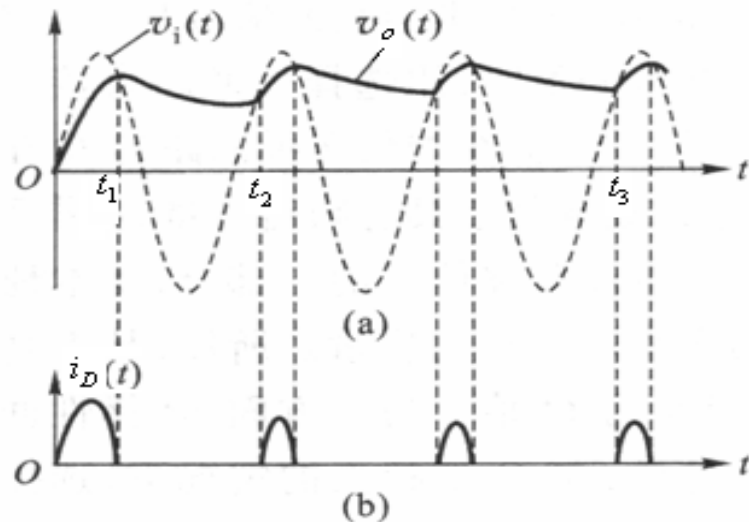 v_i(t)
v_o(t)
O t_1 t_2 t_3 t
(a)
i_D(t)
O t
(b)